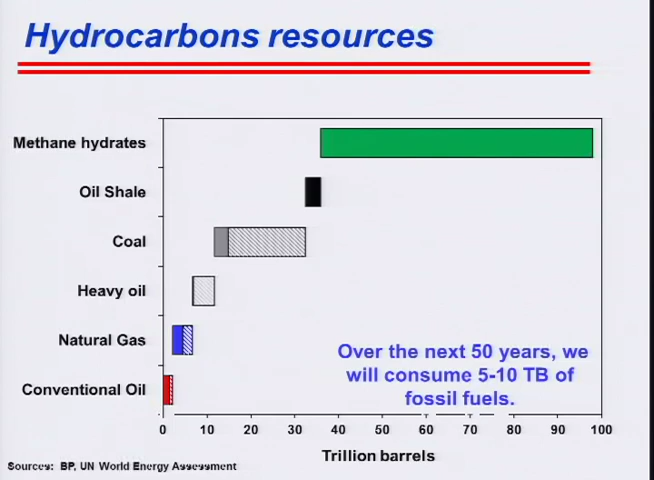 Hydrocarbons resources
Methane hydrates
Oil Shale
Coal
Heavy oil
Natural Gas
Conventional Oil
Over the next 50 years, we
will consume 5-10 TB of
fossil fuels.
0 10 20 30 40 50 60 70 80 90 100
Trillion barrels
Sources: BP, UN World Energy Assessment